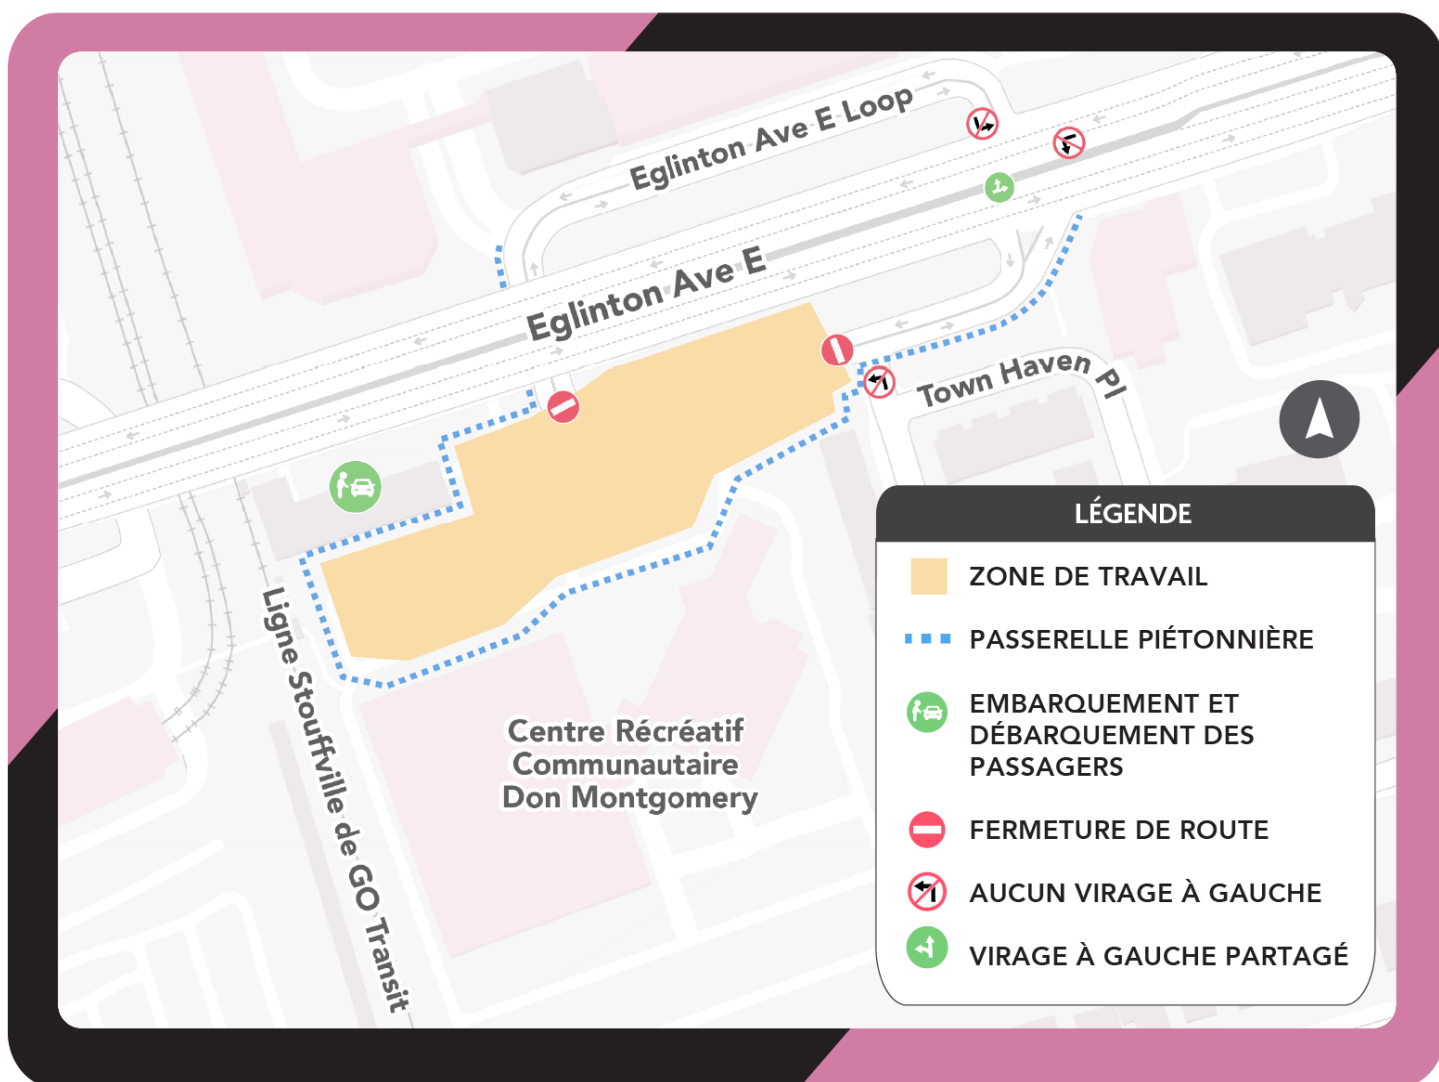 Eglinton Ave E Loop
Eglinton Ave E
Town Haven Pl
Ligne Stouffville de GO Transit
Centre Récréatif
Communautaire
Don Montgomery
LÉGENDE
ZONE DE TRAVAIL
PASSERELLE PIÉTONNIÈRE
EMBARQUEMENT ET
DÉBARQUEMENT DES
PASSAGERS
FERMETURE DE ROUTE
AUCUN VIRAGE À GAUCHE
VIRAGE À GAUCHE PARTAGÉ